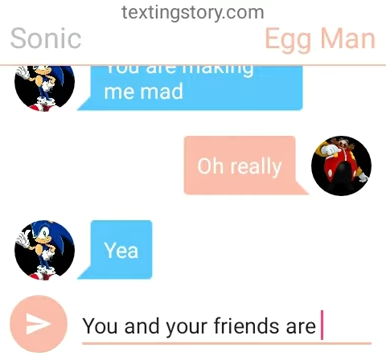 textingstory.com
Sonic
Egg Man
You are making
me mad
Oh really
Yea
You and your friends are